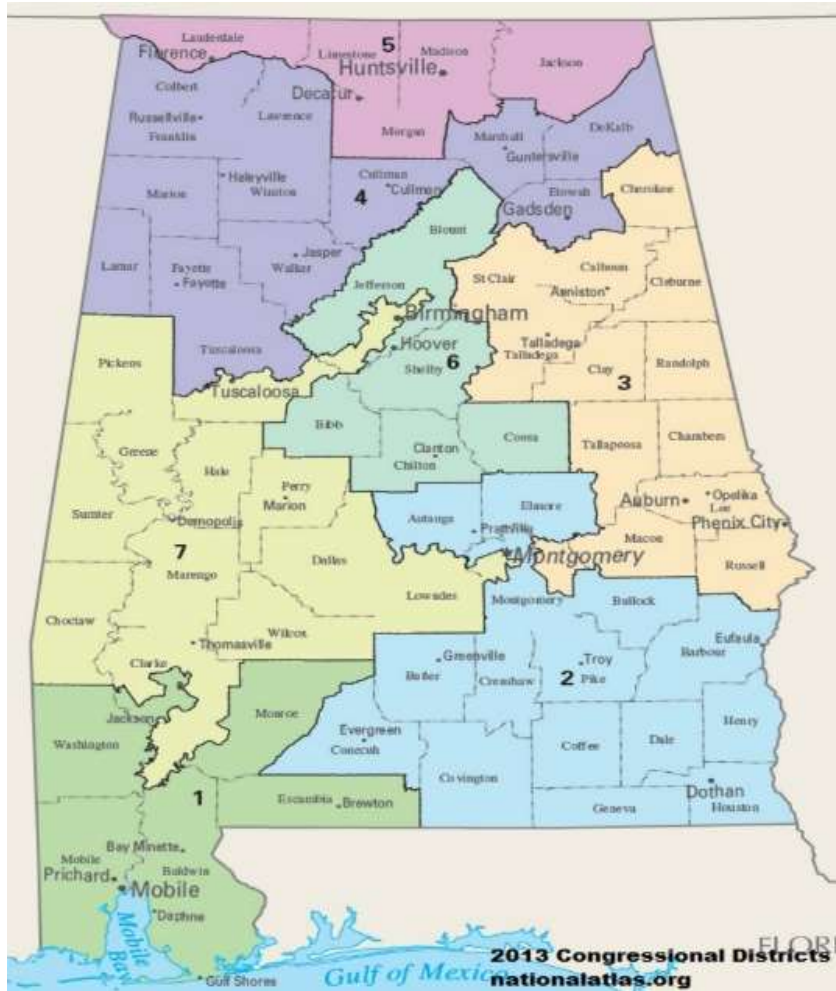 Lauderdale
Florence
Limestone
5
Madison
Huntsville
Jackson
Colbert
Decatur
Russellville
Franklin
Lawrence
Morgan
Marshall
DeKalb
Guntersville
Haleyville
Winston
Cullman
Cullman
Marion
4
Etowah
Cherokee
Gadsden
Blount
Lamar
Fayette
Fayette
Jasper
Walker
Jefferson
St Clair
Calhoun
Cleburne
Anniston
Birmingham
Tuscaloosa
Hoover
Talladega
Talladega
Pickens
Shelby
6
Clay
3
Randolph
Tuscaloosa
Bibb
Clanton
Chilton
Coosa
Tallapoosa
Chambers
Greene
Hale
Perry
Marion
Sumter
Demopolis
Autauga
Elmore
Prattville
Auburn
Opelika
Lee
Phenix City
Macon
Montgomery
7
Marengo
Dallas
Russell
Lowndes
Montgomery
Bullock
Choctaw
Wilcox
Thomasville
Clarke
Greenville
Butler
Crenshaw
Troy
2
Pike
Eufaula
Barbour
Jackson
Monroe
Washington
Evergreen
Conecuh
Coffee
Dale
Henry
Covington
1
Escambia
Brewton
Dothan
Geneva
Houston
Bay Minette
Mobile
Baldwin
Prichard
Mobile
Daphne
Mobile
Bay
FLORI
2013 Congressional Districts
Gulf Shores
Gulf of Mexico
nationalatlas.org